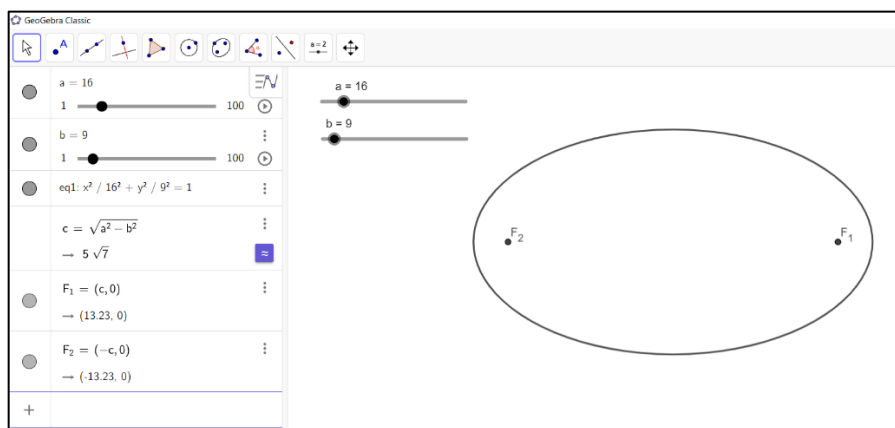 GeoGebra Classic
A
a=2
a = 16
1
100
b = 9
1
100
eq1: x² / 16² + y² / 9² = 1
c = √(a² − b²)
→ 5 √7
≈
F₁ = (c, 0)
→ (13.23, 0)
F₂ = (−c, 0)
→ (-13.23, 0)
+
a = 16
b = 9
F₂
F₁